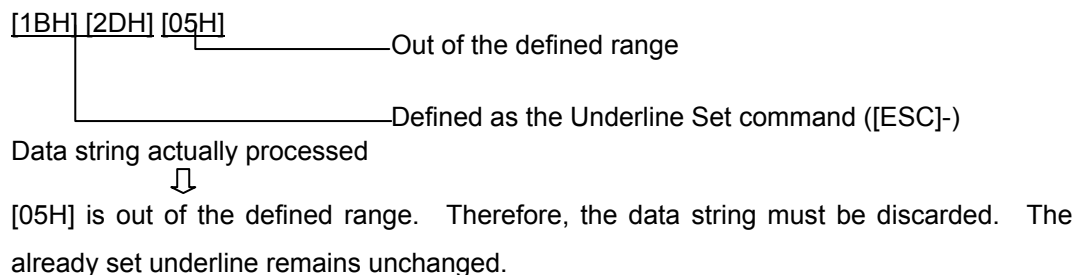 [1BH] [2DH] [05H]
Out of the defined range
Defined as the Underline Set command ([ESC]-)
Data string actually processed
[05H] is out of the defined range. Therefore, the data string must be discarded. The
already set underline remains unchanged.